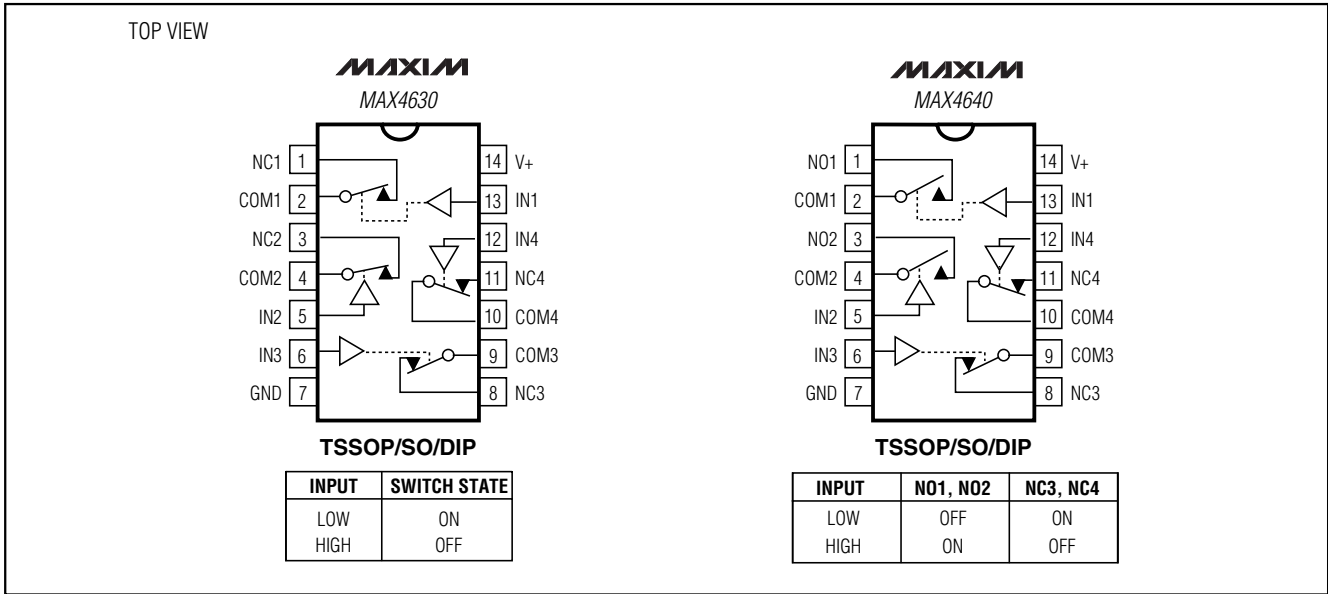 TOP VIEW
MAXIM
MAX4630
NC1 1
14 V+
COM1 2
13 IN1
NC2 3
12 IN4
COM2 4
11 NC4
IN2 5
10 COM4
IN3 6
9 COM3
GND 7
8 NC3
TSSOP/SO/DIP
INPUT SWITCH STATE
LOW ON
HIGH OFF
MAXIM
MAX4640
NO1 1
14 V+
COM1 2
13 IN1
NO2 3
12 IN4
COM2 4
11 NC4
IN2 5
10 COM4
IN3 6
9 COM3
GND 7
8 NC3
TSSOP/SO/DIP
INPUT NO1, NO2 NC3, NC4
LOW OFF ON
HIGH ON OFF